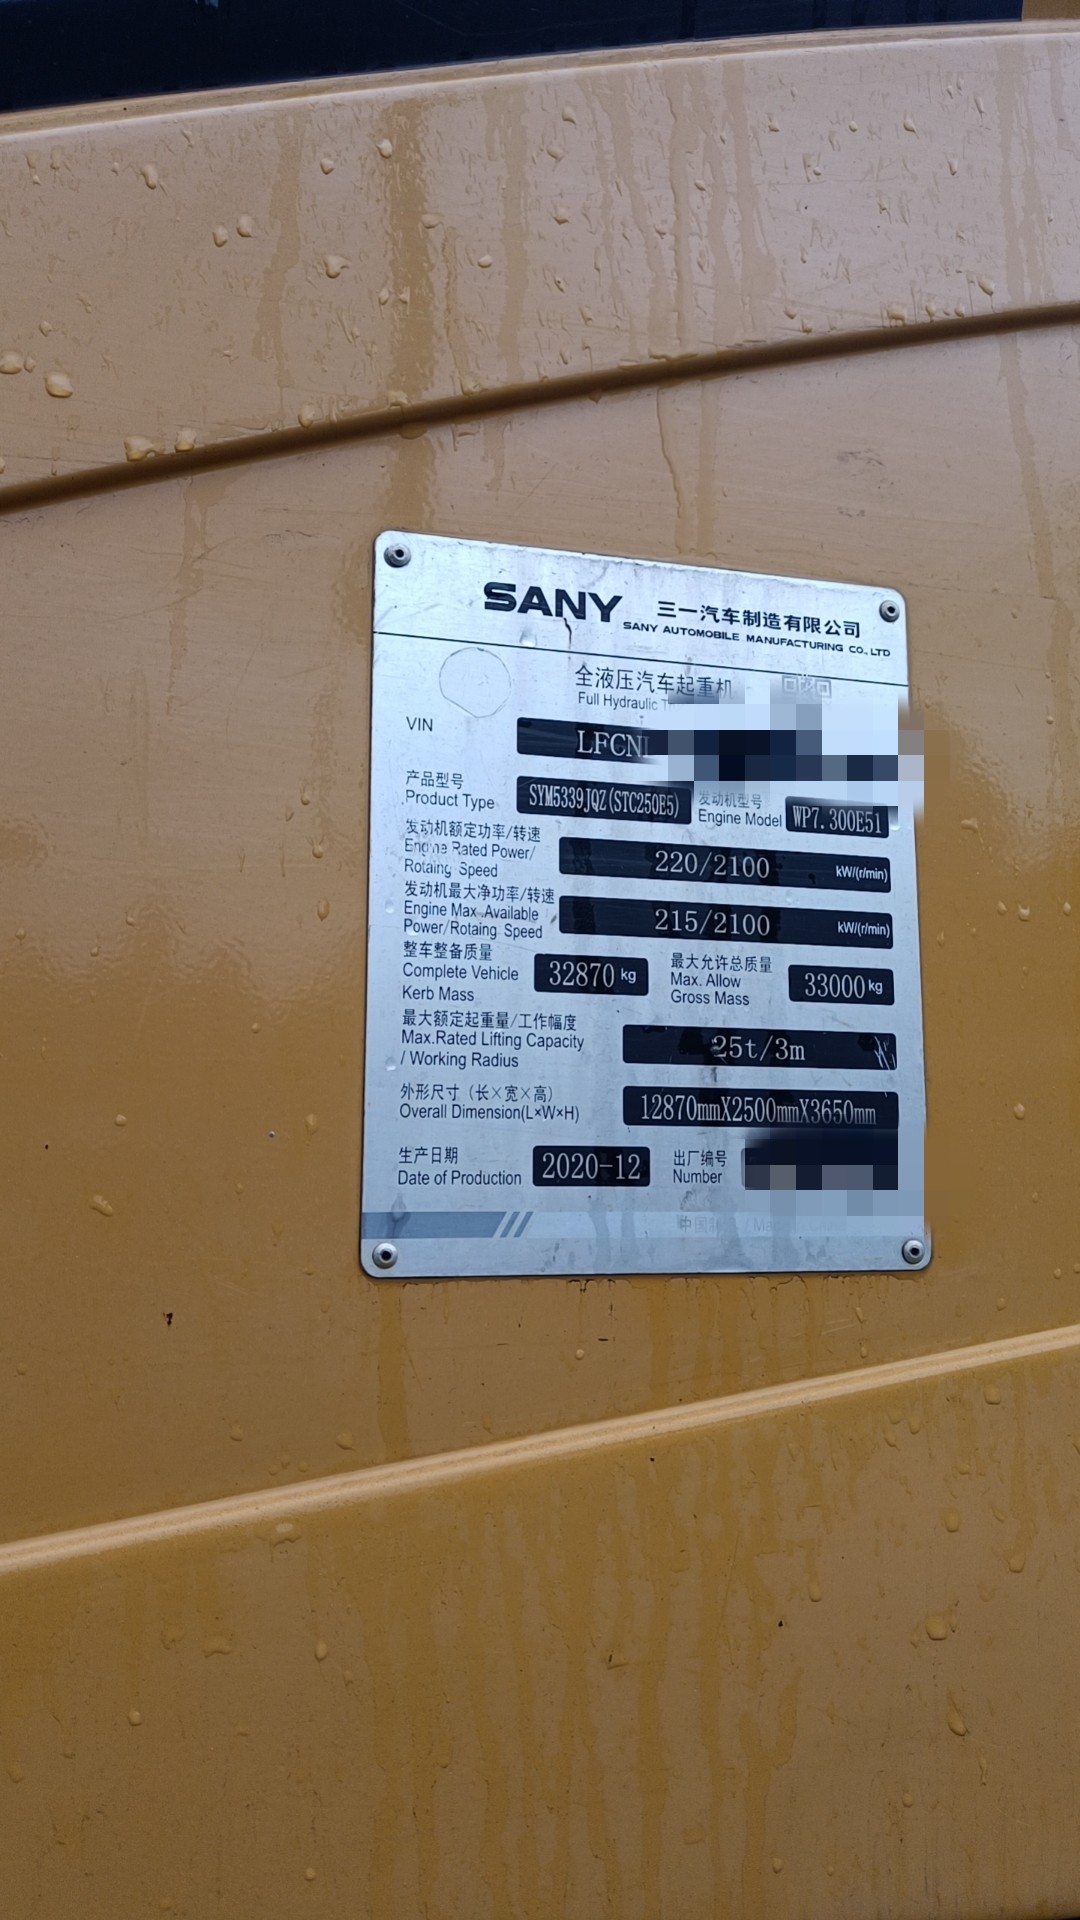 SANY 三一汽车制造有限公司
SANY AUTOMOBILE MANUFACTURING CO.,LTD
全液压汽车起重机
Full Hydraulic
VIN LFCN
产品型号
Product Type SYM5339JQZ(STC250E5)
发动机型号
Engine Model WP7.300E51
发动机额定功率/转速
Engine Rated Power/
Rotaing Speed 220/2100 kW/(r/min)
发动机最大净功率/转速
Engine Max.Available
Power/Rotaing Speed 215/2100 kW/(r/min)
整车整备质量
Complete Vehicle
Kerb Mass 32870 kg
最大允许总质量
Max. Allow
Gross Mass 33000 kg
最大额定起重量/工作幅度
Max.Rated Lifting Capacity
/ Working Radius 25t/3m
外形尺寸（长×宽×高）
Overall Dimension(L×W×H) 12870mmX2500mmX3650mm
生产日期
Date of Production 2020-12
出厂编号
Number
中国